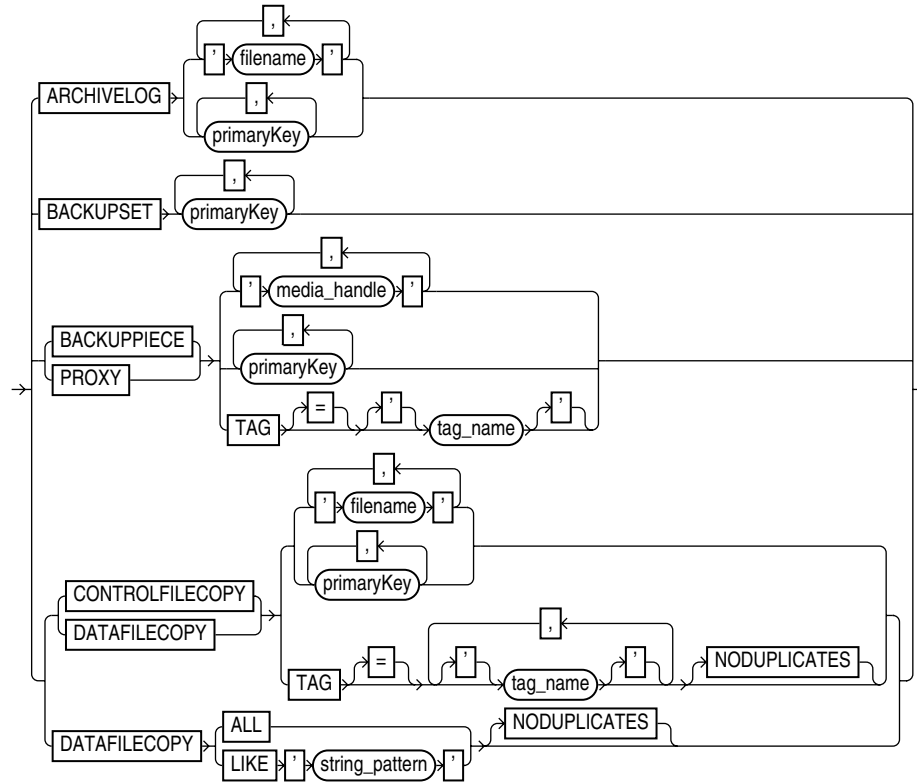 ,
' filename '
ARCHIVELOG
,
primaryKey
,
BACKUPSET primaryKey
,
' media_handle '
BACKUPPIECE
,
PROXY
primaryKey
TAG = ' tag_name '
,
' filename '
,
primaryKey
CONTROLFILECOPY
DATAFILECOPY
,
TAG = ' tag_name ' NODUPLICATES
ALL
NODUPLICATES
DATAFILECOPY
LIKE ' string_pattern '